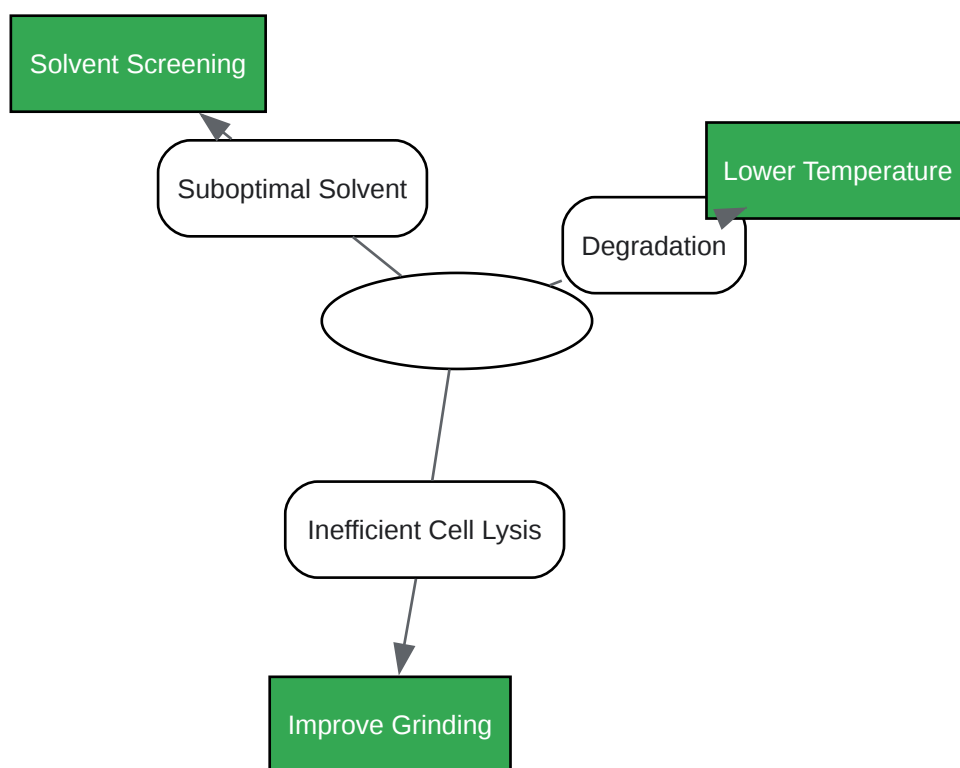 Solvent Screening
Lower Temperature
Suboptimal Solvent
Degradation
Inefficient Cell Lysis
Improve Grinding